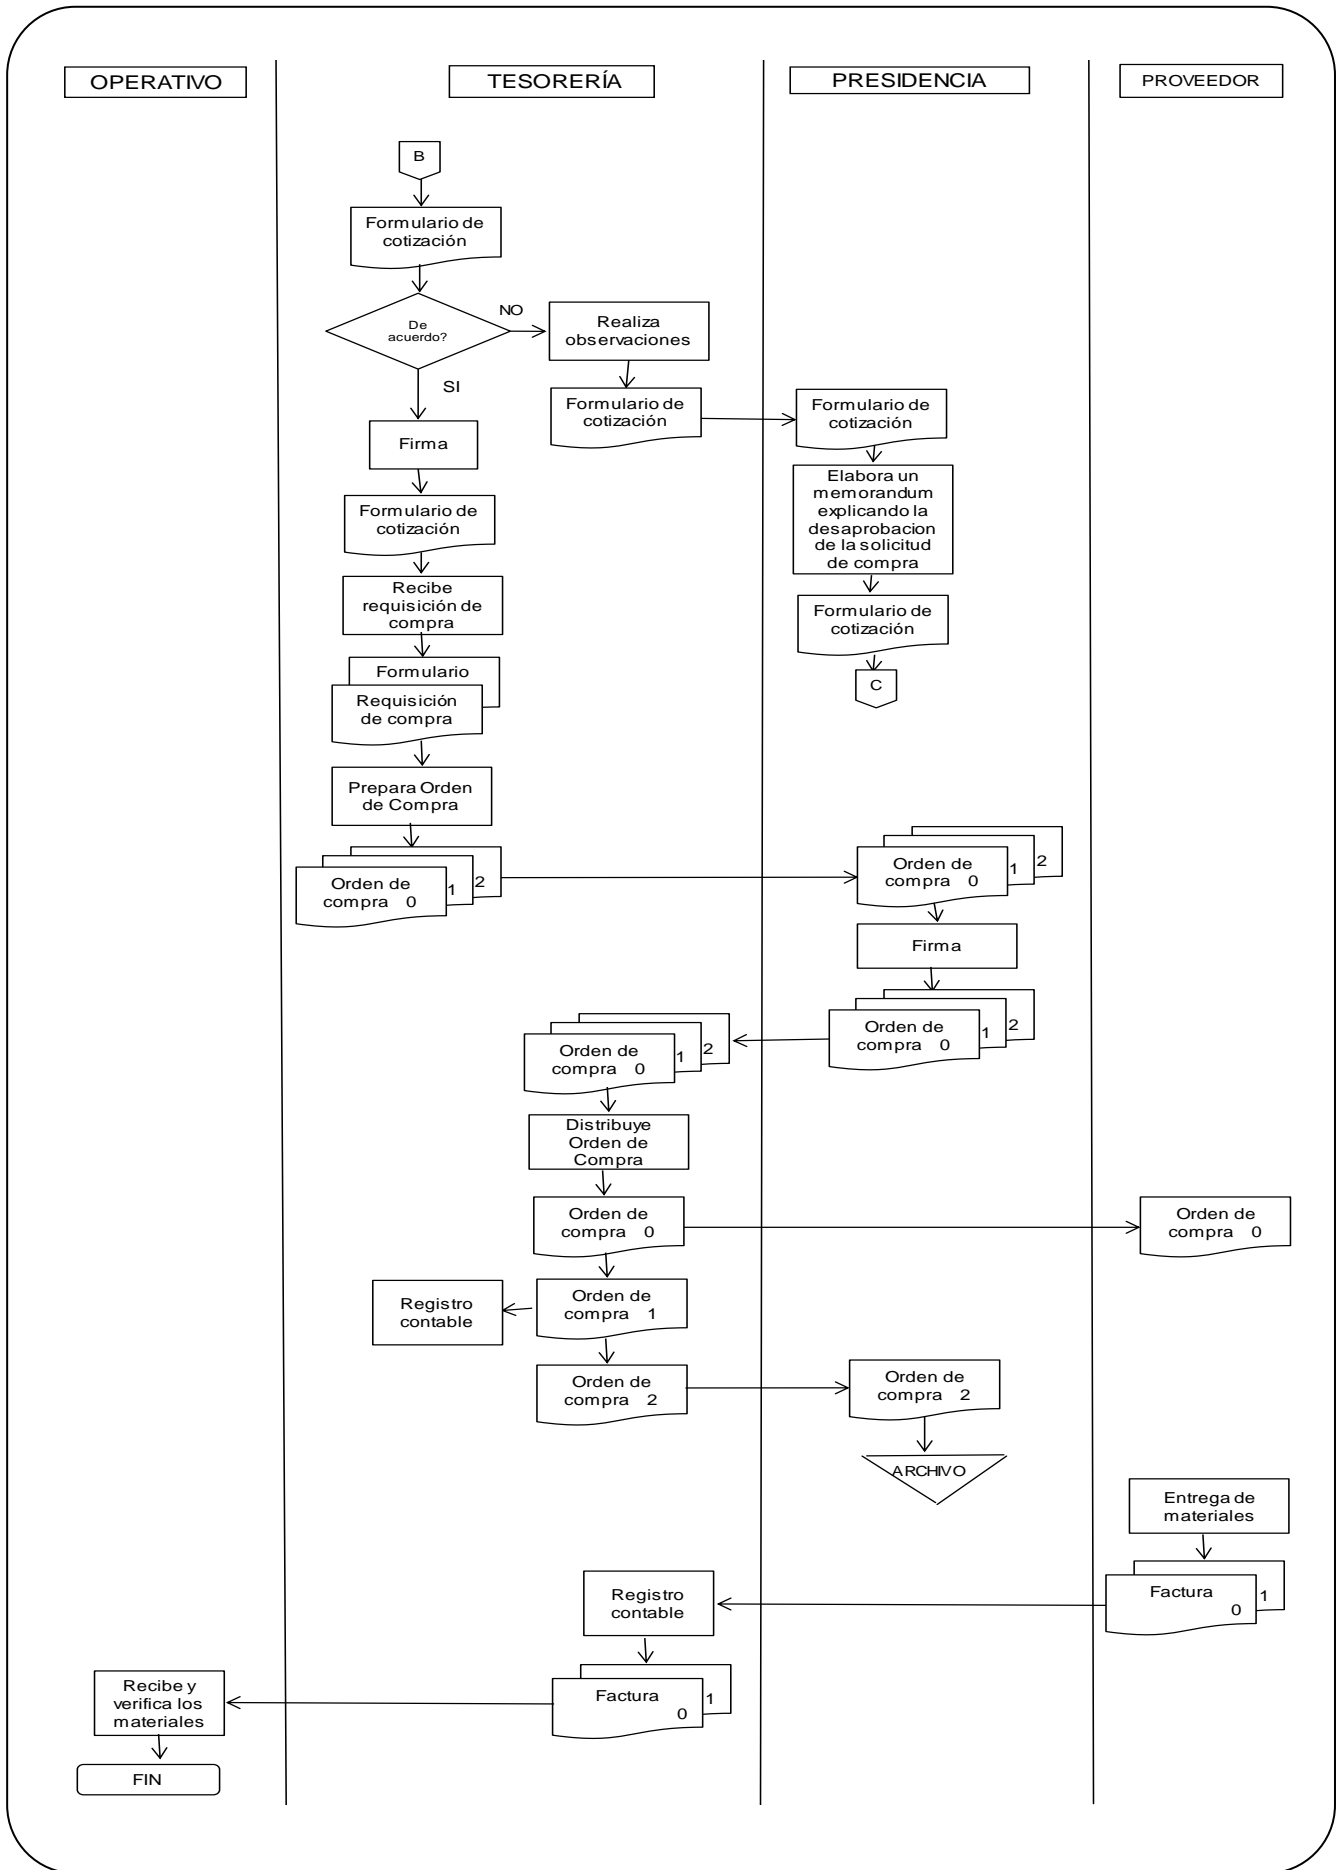 OPERATIVO
TESORERÍA
PRESIDENCIA
PROVEEDOR
B
Formulario de
cotización
De
acuerdo?
NO
Realiza
observaciones
SI
Formulario de
cotización
Formulario de
cotización
Firma
Elabora un
memorandum
explicando la
desaprobacion
de la solicitud
de compra
Formulario de
cotización
Recibe
requisición de
compra
Formulario de
cotización
Formulario
Requisición
de compra
C
Prepara Orden
de Compra
Orden de
compra 0
1
2
Orden de
compra 0
1
2
Firma
Orden de
compra 0
1
2
Orden de
compra 0
1
2
Distribuye
Orden de
Compra
Orden de
compra 0
Orden de
compra 0
Registro
contable
Orden de
compra 1
Orden de
compra 2
Orden de
compra 2
ARCHIVO
Entrega de
materiales
Factura
0
1
Registro
contable
Factura
0
1
Recibe y
verifica los
materiales
FIN